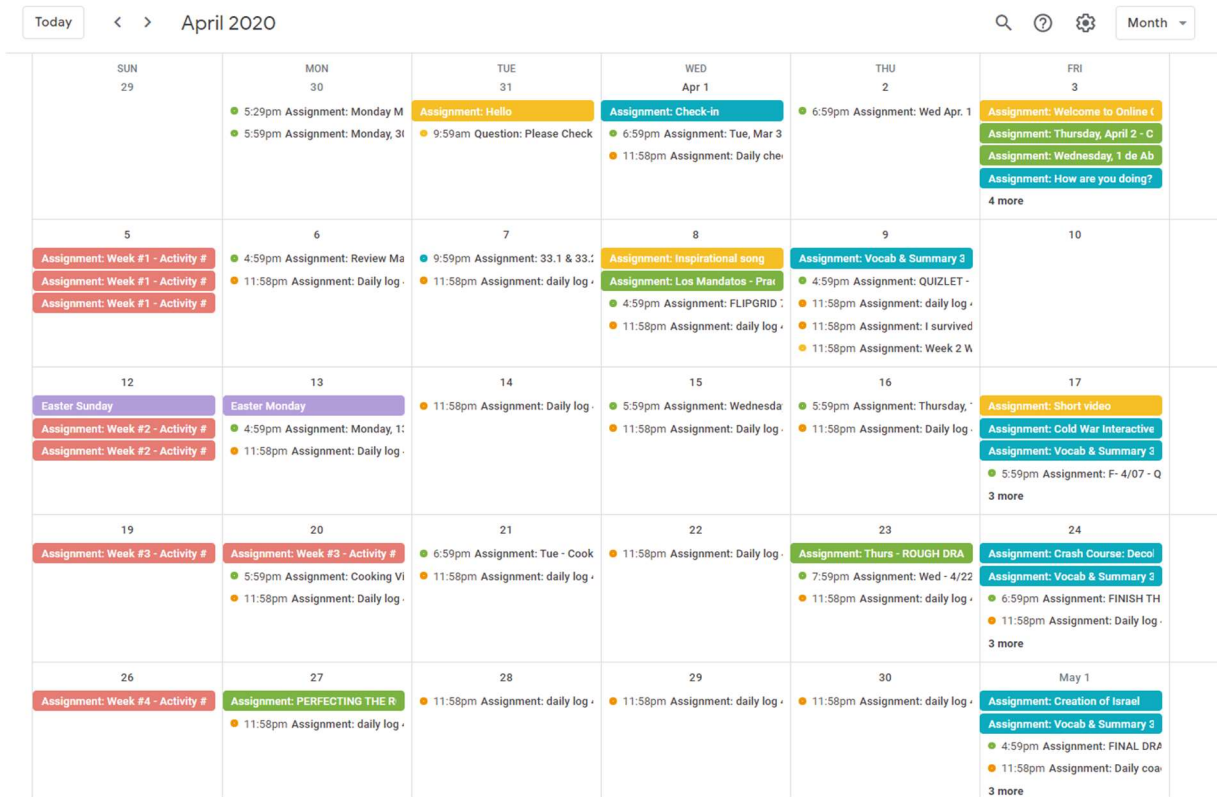 Today
April 2020
Month
SUN MON TUE WED THU FRI
29 30 31 Apr 1 2 3
5:29pm Assignment: Monday M
5:59pm Assignment: Monday, 30
Assignment: Hello
9:59am Question: Please Check
Assignment: Check-in
6:59pm Assignment: Tue, Mar 3
11:58pm Assignment: Daily che
6:59pm Assignment: Wed Apr. 1
Assignment: Welcome to Online
Assignment: Thursday, April 2 - C
Assignment: Wednesday, 1 de Ab
Assignment: How are you doing?
4 more
5 6 7 8 9 10
Assignment: Week #1 - Activity #
Assignment: Week #1 - Activity #
Assignment: Week #1 - Activity #
4:59pm Assignment: Review Ma
11:58pm Assignment: Daily log
9:59pm Assignment: 33.1 & 33.2
11:58pm Assignment: daily log
Assignment: Inspirational song
Assignment: Los Mandatos - Prac
4:59pm Assignment: FLIPGRID
11:58pm Assignment: daily log
Assignment: Vocab & Summary 3
4:59pm Assignment: QUIZLET -
11:58pm Assignment: daily log
11:58pm Assignment: I survived
11:58pm Assignment: Week 2 W
12 13 14 15 16 17
Easter Sunday
Assignment: Week #2 - Activity #
Assignment: Week #2 - Activity #
Easter Monday
4:59pm Assignment: Monday, 13
11:58pm Assignment: Daily log
11:58pm Assignment: Daily log
5:59pm Assignment: Wednesda
11:58pm Assignment: Daily log
5:59pm Assignment: Thursday,
11:58pm Assignment: Daily log
Assignment: Short video
Assignment: Cold War Interactive
Assignment: Vocab & Summary 3
5:59pm Assignment: F- 4/07 - Q
3 more
19 20 21 22 23 24
Assignment: Week #3 - Activity #
Assignment: Week #3 - Activity #
5:59pm Assignment: Cooking Vi
11:58pm Assignment: Daily log
6:59pm Assignment: Tue - Cook
11:58pm Assignment: daily log
11:58pm Assignment: Daily log
Assignment: Thurs - ROUGH DRA
7:59pm Assignment: Wed - 4/22
11:58pm Assignment: daily log
Assignment: Crash Course: Decol
Assignment: Vocab & Summary 3
6:59pm Assignment: FINISH TH
11:58pm Assignment: Daily log
3 more
26 27 28 29 30 May 1
Assignment: Week #4 - Activity #
Assignment: PERFECTING THE R
11:58pm Assignment: daily log
11:58pm Assignment: daily log
11:58pm Assignment: daily log
11:58pm Assignment: daily log
Assignment: Creation of Israel
Assignment: Vocab & Summary 3
4:59pm Assignment: FINAL DRA
11:58pm Assignment: Daily coa
3 more